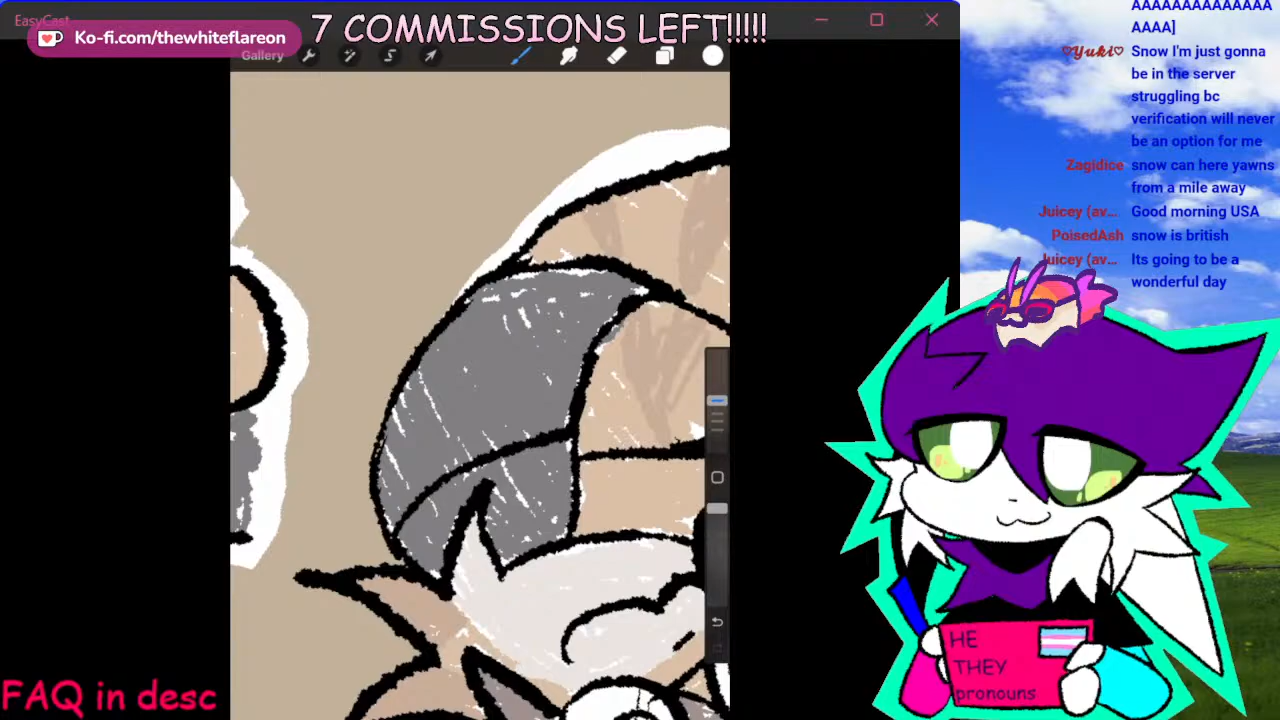 EasyCast
Ko-fi.com/thewhiteflareon
7 COMMISSIONS LEFT!!!!!
Gallery
AAAAAAAAAAAAAA
AAAA]
♡𝓨𝓾𝓴𝓲♡ Snow I'm just gonna
be in the server
struggling bc
verification will never
be an option for me
Zagidice snow can here yawns
from a mile away
Juicey (av... Good morning USA
PoisedAsh snow is british
Juicey (av... Its going to be a
wonderful day
HE
THEY
pronouns
FAQ in desc